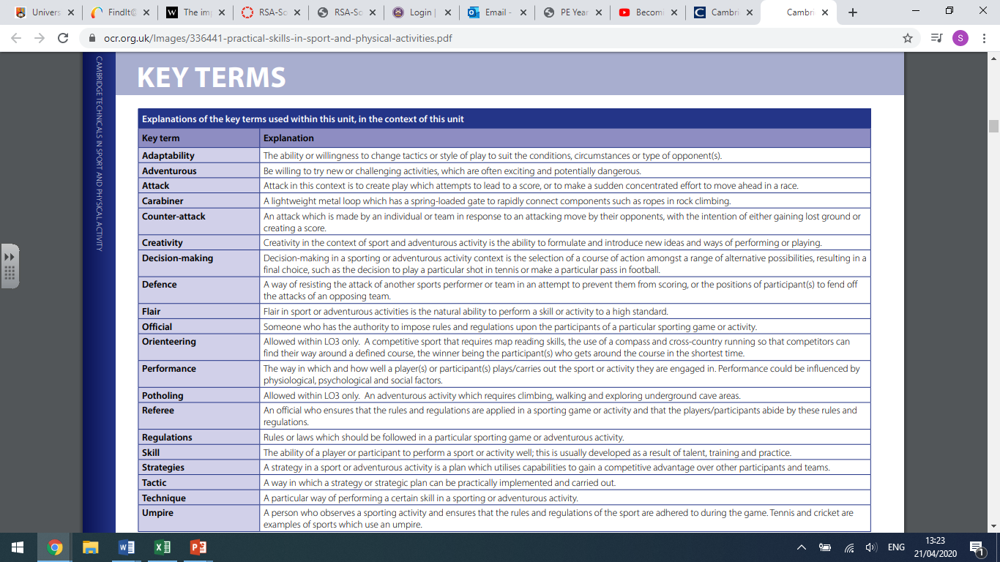 Univers
FindIt@
The im
RSA-So
RSA-So
Login |
Email -
PE Year
Becomi
Cambri
Cambri
ocr.org.uk/Images/336441-practical-skills-in-sport-and-physical-activities.pdf
S
CAMBRIDGE TECHNICALS IN SPORT AND PHYSICAL ACTIVITY
KEY TERMS
Explanations of the key terms used within this unit, in the context of this unit
Key term Explanation
Adaptability The ability or willingness to change tactics or style of play to suit the conditions, circumstances or type of opponent(s).
Adventurous Be willing to try new or challenging activities, which are often exciting and potentially dangerous.
Attack Attack in this context is to create play which attempts to lead to a score, or to make a sudden concentrated effort to move ahead in a race.
Carabiner A lightweight metal loop which has a spring-loaded gate to rapidly connect components such as ropes in rock climbing.
Counter-attack An attack which is made by an individual or team in response to an attacking move by their opponents, with the intention of either gaining lost ground or
creating a score.
Creativity Creativity in the context of sport and adventurous activity is the ability to formulate and introduce new ideas and ways of performing or playing.
Decision-making Decision-making in a sporting or adventurous activity context is the selection of a course of action amongst a range of alternative possibilities, resulting in a
final choice, such as the decision to play a particular shot in tennis or make a particular pass in football.
Defence A way of resisting the attack of another sports performer or team in an attempt to prevent them from scoring, or the positions of participant(s) to fend off
the attacks of an opposing team.
Flair Flair in sport or adventurous activities is the natural ability to perform a skill or activity to a high standard.
Official Someone who has the authority to impose rules and regulations upon the participants of a particular sporting game or activity.
Orienteering Allowed within LO3 only. A competitive sport that requires map reading skills, the use of a compass and cross-country running so that competitors can
find their way around a defined course, the winner being the participant(s) who gets around the course in the shortest time.
Performance The way in which and how well a player(s) or participant(s) plays/carries out the sport or activity they are engaged in. Performance could be influenced by
physiological, psychological and social factors.
Potholing Allowed within LO3 only. An adventurous activity which requires climbing, walking and exploring underground cave areas.
Referee An official who ensures that the rules and regulations are applied in a sporting game or activity and that the players/participants abide by these rules and
regulations.
Regulations Rules or laws which should be followed in a particular sporting game or adventurous activity.
Skill The ability of a player or participant to perform a sport or activity well; this is usually developed as a result of talent, training and practice.
Strategies A strategy in a sport or adventurous activity is a plan which utilises capabilities to gain a competitive advantage over other participants and teams.
Tactic A way in which a strategy or strategic plan can be practically implemented and carried out.
Technique A particular way of performing a certain skill in a sporting or adventurous activity.
Umpire A person who observes a sporting activity and ensures that the rules and regulations of the sport are adhered to during the game. Tennis and cricket are
examples of sports which use an umpire.
ENG
13:23
21/04/2020
1